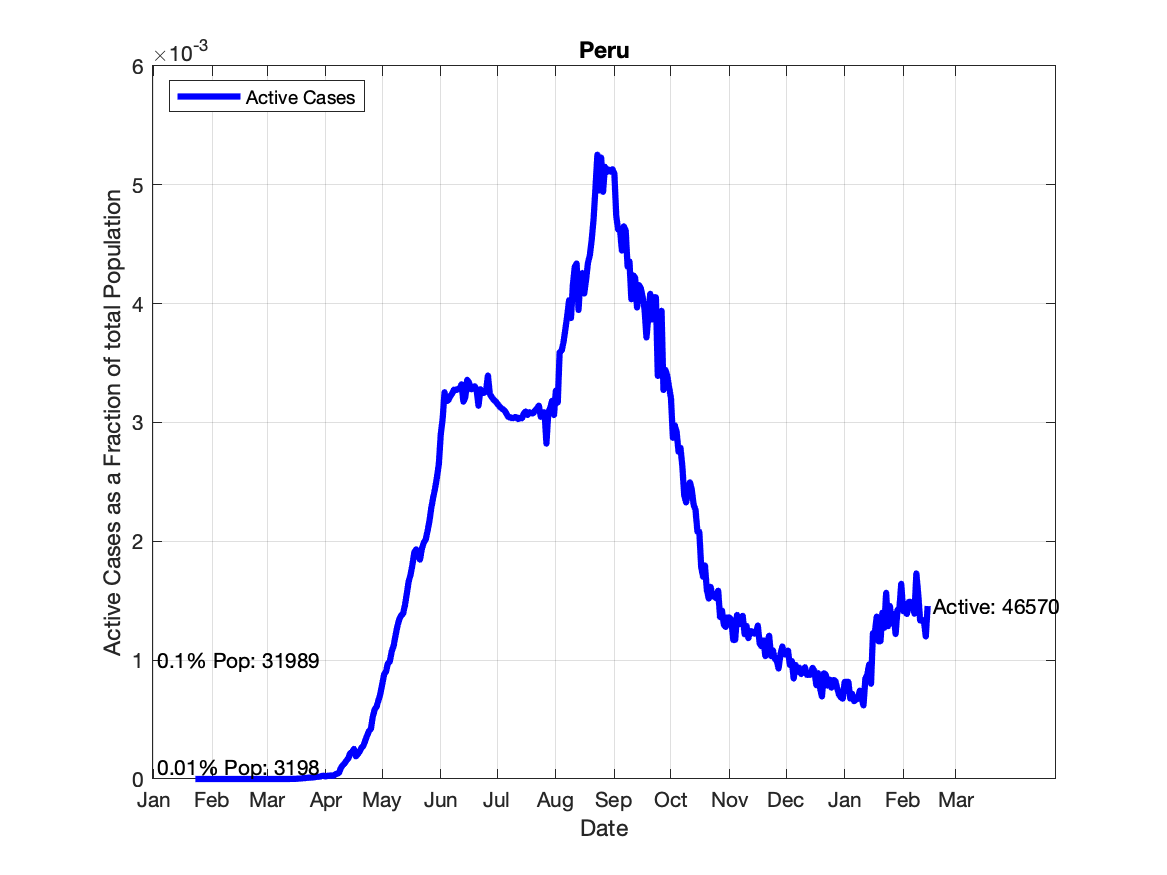 Peru
×10-3
6
5
4
3
2
1
0
Active Cases as a Fraction of total Population
Active Cases
Active: 46570
0.1% Pop: 31989
0.01% Pop: 3198
Jan Feb Mar Apr May Jun Jul Aug Sep Oct Nov Dec Jan Feb Mar
Date